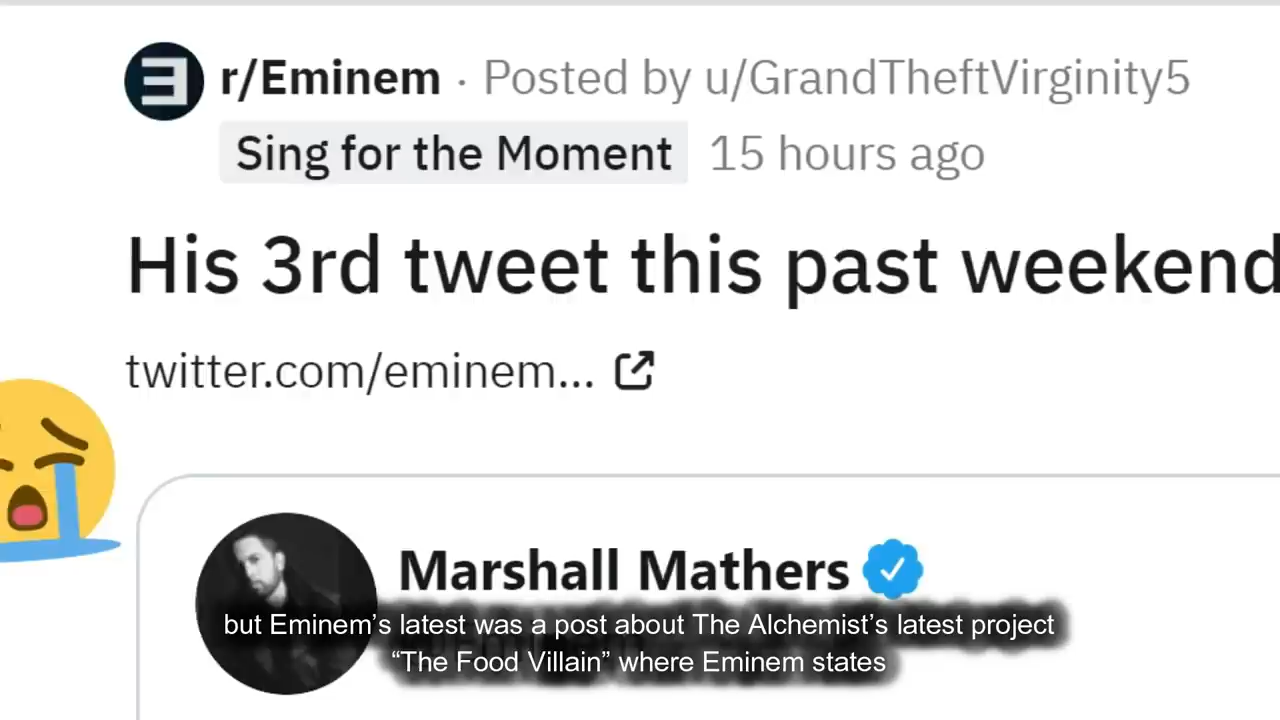 r/Eminem · Posted by u/GrandTheftVirginity5
Sing for the Moment 15 hours ago
His 3rd tweet this past weekend
twitter.com/eminem...
Marshall Mathers
but Eminem’s latest was a post about The Alchemist’s latest project
“The Food Villain” where Eminem states